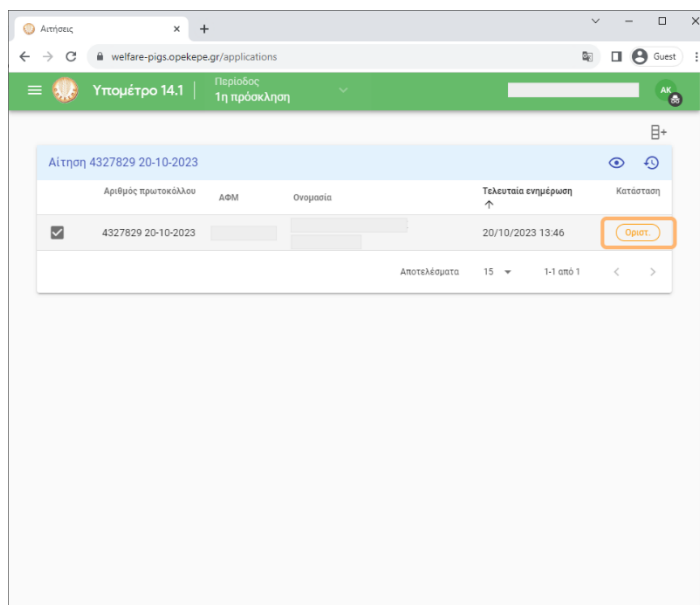 Αιτήσεις
welfare-pigs.opekepe.gr/applications
Guest
Υπομέτρο 14.1
Περίοδος
1η πρόσκληση
AK
Αίτηση 4327829 20-10-2023
Αριθμός πρωτοκόλλου ΑΦΜ Ονομασία Τελευταία ενημέρωση Κατάσταση
4327829 20-10-2023 20/10/2023 13:46 Οριστ.
Αποτελέσματα 15 1-1 από 1